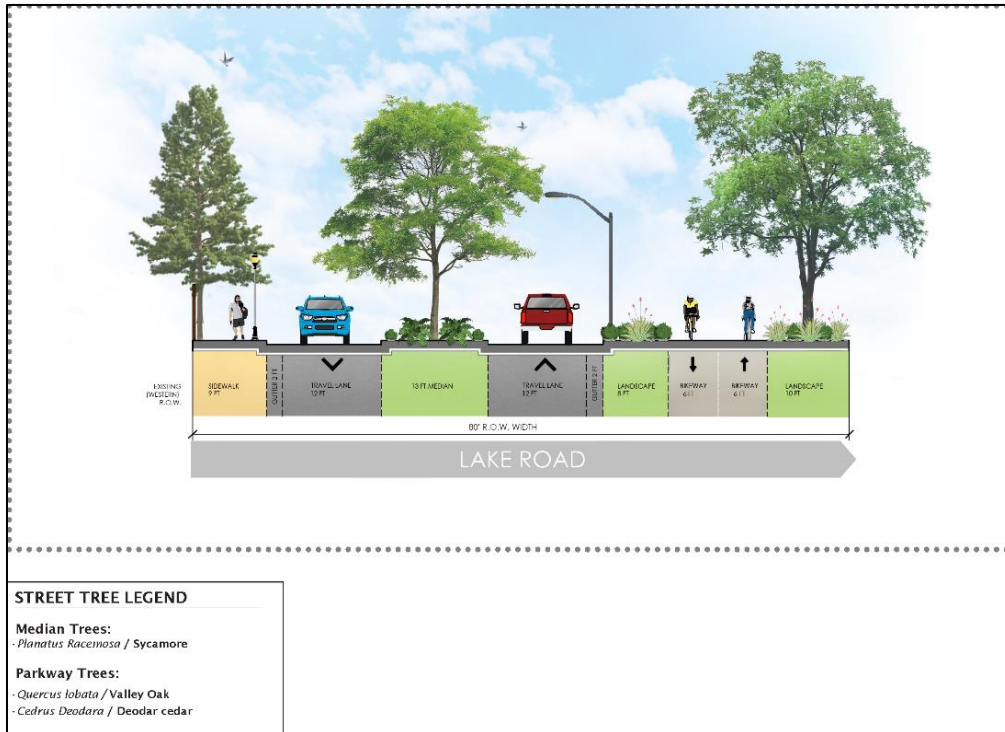 EXISTING
(WESTERN)
R.O.W.
SIDEWALK
9 FT
GUTTER 2 FT
TRAVEL LANE
12 FT
13 FT MEDIAN
TRAVEL LANE
12 FT
GUTTER 2 FT
LANDSCAPE
8 FT
BIKEWAY
6 FT
BIKEWAY
6 FT
LANDSCAPE
10 FT
80' R.O.W. WIDTH
LAKE ROAD
STREET TREE LEGEND
Median Trees:
- Planatus Racemosa / Sycamore
Parkway Trees:
- Quercus lobata / Valley Oak
- Cedrus Deodara / Deodar cedar